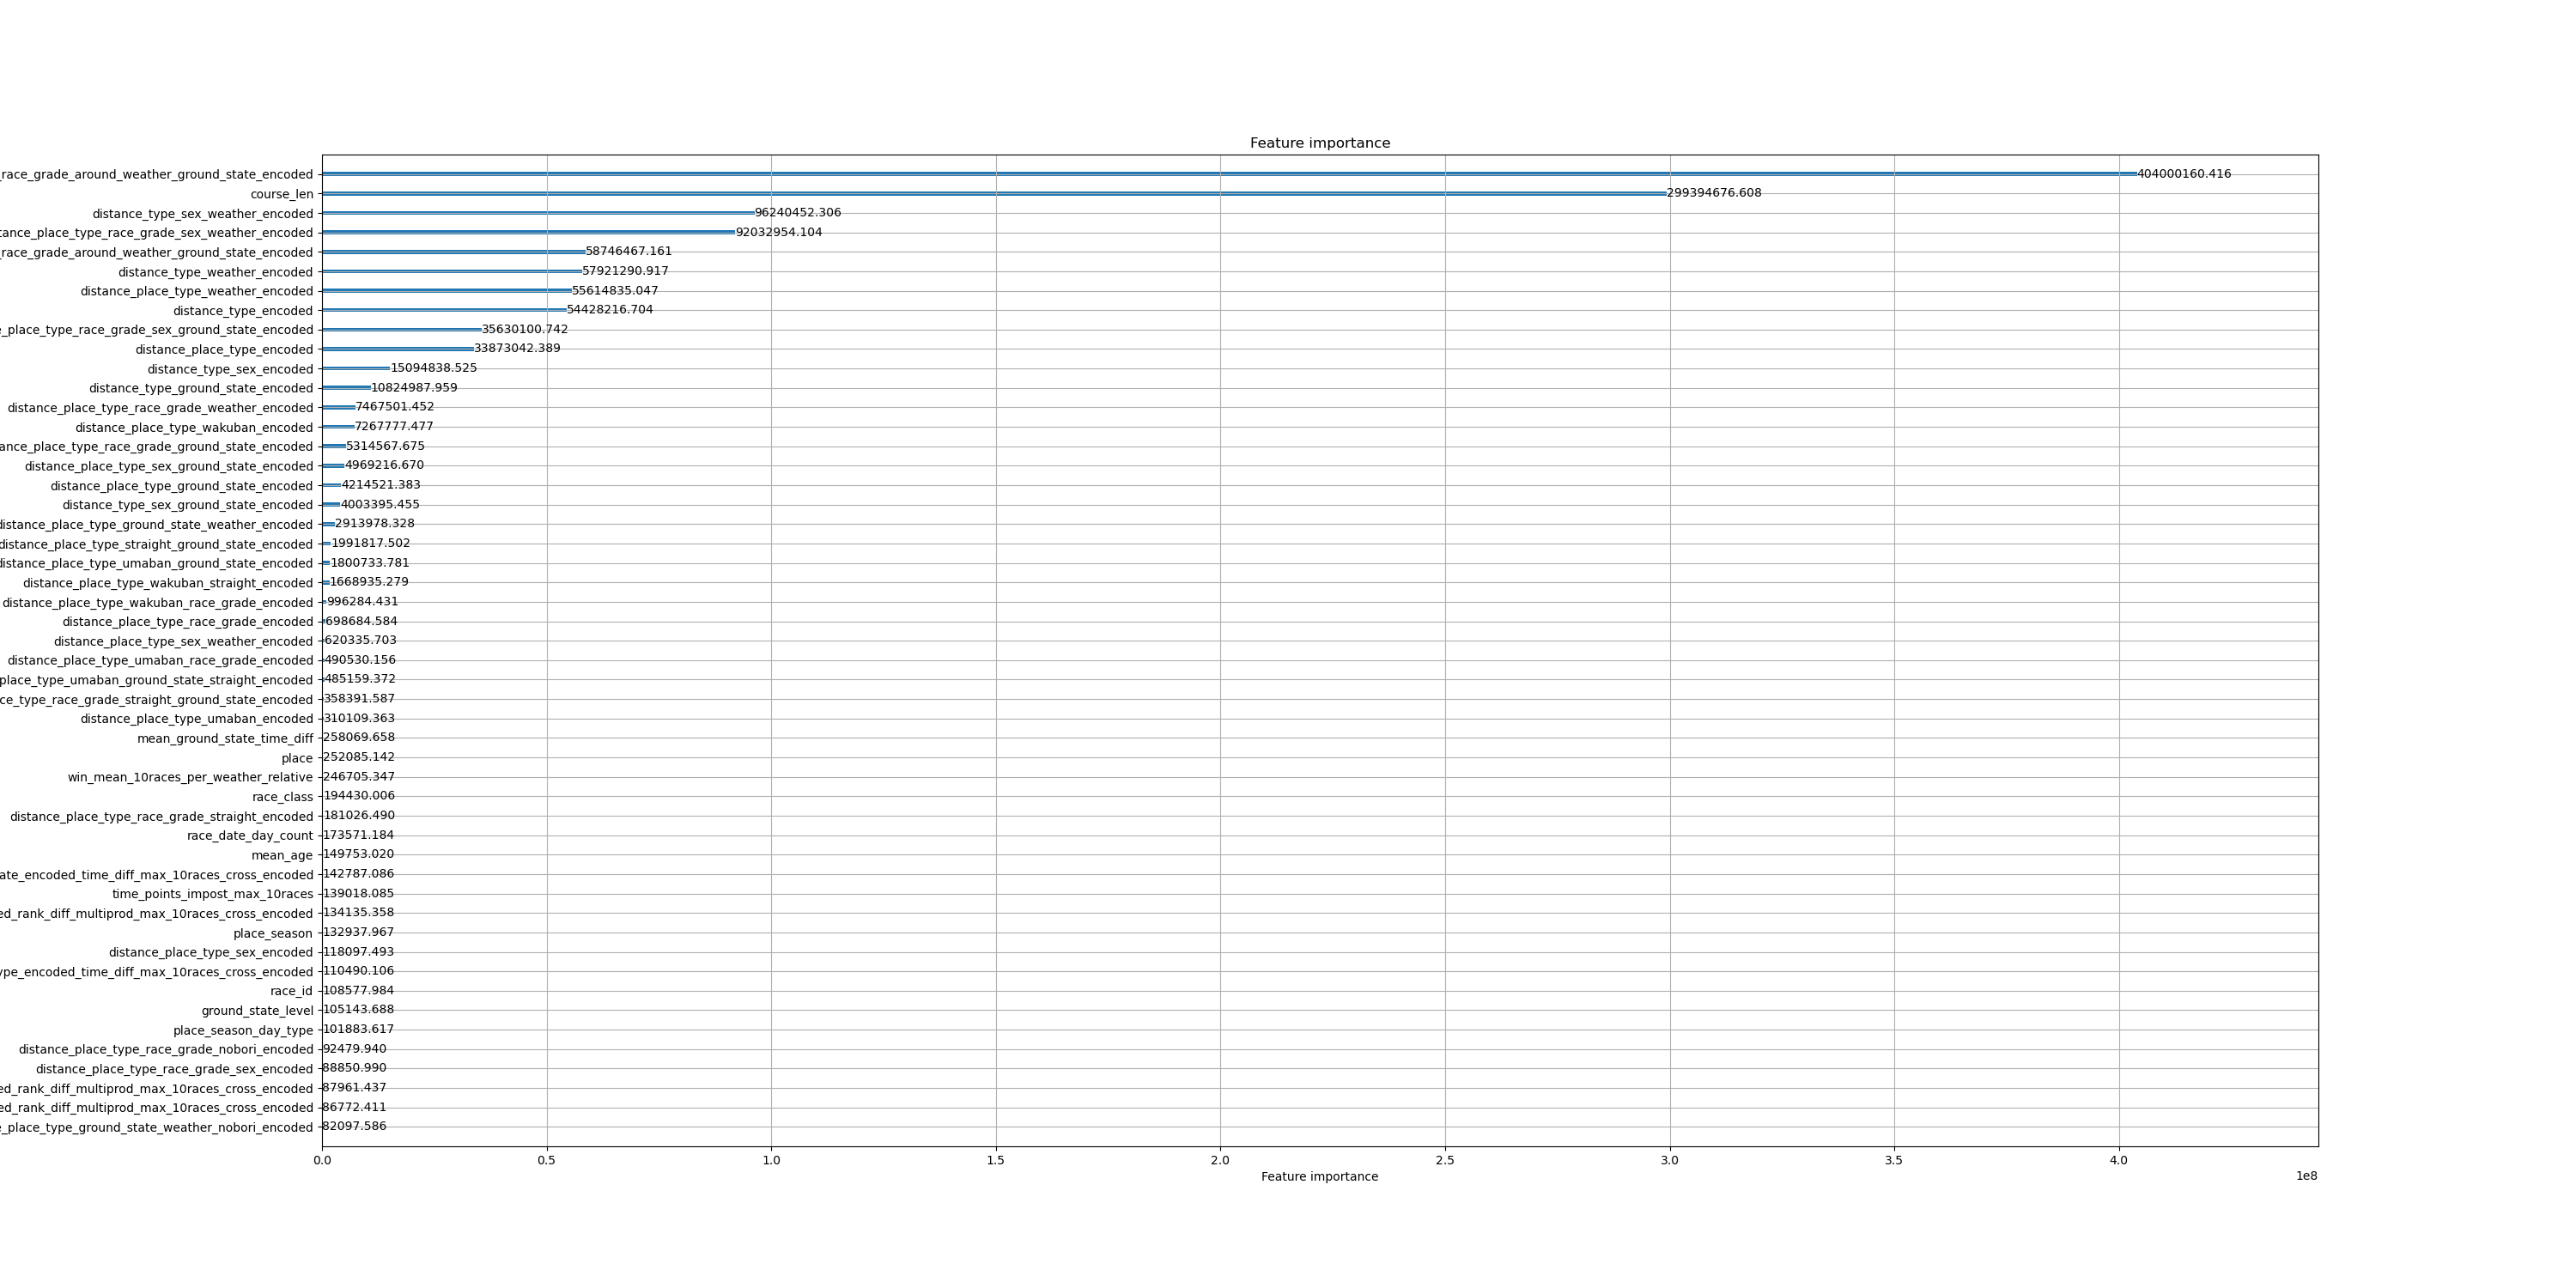 Feature importance
_race_grade_around_weather_ground_state_encoded 404000160.416
course_len 299394676.608
distance_type_sex_weather_encoded 96240452.306
tance_place_type_race_grade_sex_weather_encoded 92032954.104
_race_grade_around_weather_ground_state_encoded 58746467.161
distance_type_weather_encoded 57921290.917
distance_place_type_weather_encoded 55614835.047
distance_type_encoded 54428216.704
e_place_type_race_grade_sex_ground_state_encoded 35630100.742
distance_place_type_encoded 33873042.389
distance_type_sex_encoded 15094838.525
distance_type_ground_state_encoded 10824987.959
distance_place_type_race_grade_weather_encoded 7467501.452
distance_place_type_wakuban_encoded 7267777.477
ance_place_type_race_grade_ground_state_encoded 5314567.675
distance_place_type_sex_ground_state_encoded 4969216.670
distance_place_type_ground_state_encoded 4214521.383
distance_type_sex_ground_state_encoded 4003395.455
distance_place_type_ground_state_weather_encoded 2913978.328
distance_place_type_straight_ground_state_encoded 1991817.502
distance_place_type_umaban_ground_state_encoded 1800733.781
distance_place_type_wakuban_straight_encoded 1668935.279
distance_place_type_wakuban_race_grade_encoded 996284.431
distance_place_type_race_grade_encoded 698684.584
distance_place_type_sex_weather_encoded 620335.703
distance_place_type_umaban_race_grade_encoded 490530.156
place_type_umaban_ground_state_straight_encoded 485159.372
ce_type_race_grade_straight_ground_state_encoded 358391.587
distance_place_type_umaban_encoded 310109.363
mean_ground_state_time_diff 258069.658
place 252085.142
win_mean_10races_per_weather_relative 246705.347
race_class 194430.006
distance_place_type_race_grade_straight_encoded 181026.490
race_date_day_count 173571.184
mean_age 149753.020
ate_encoded_time_diff_max_10races_cross_encoded 142787.086
time_points_impost_max_10races 139018.085
ed_rank_diff_multiprod_max_10races_cross_encoded 134135.358
place_season 132937.967
distance_place_type_sex_encoded 118097.493
ype_encoded_time_diff_max_10races_cross_encoded 110490.106
race_id 108577.984
ground_state_level 105143.688
place_season_day_type 101883.617
distance_place_type_race_grade_nobori_encoded 92479.940
distance_place_type_race_grade_sex_encoded 88850.990
ed_rank_diff_multiprod_max_10races_cross_encoded 87961.437
ed_rank_diff_multiprod_max_10races_cross_encoded 86772.411
e_place_type_ground_state_weather_nobori_encoded 82097.586
0.0 0.5 1.0 1.5 2.0 2.5 3.0 3.5 4.0
Feature importance 1e8